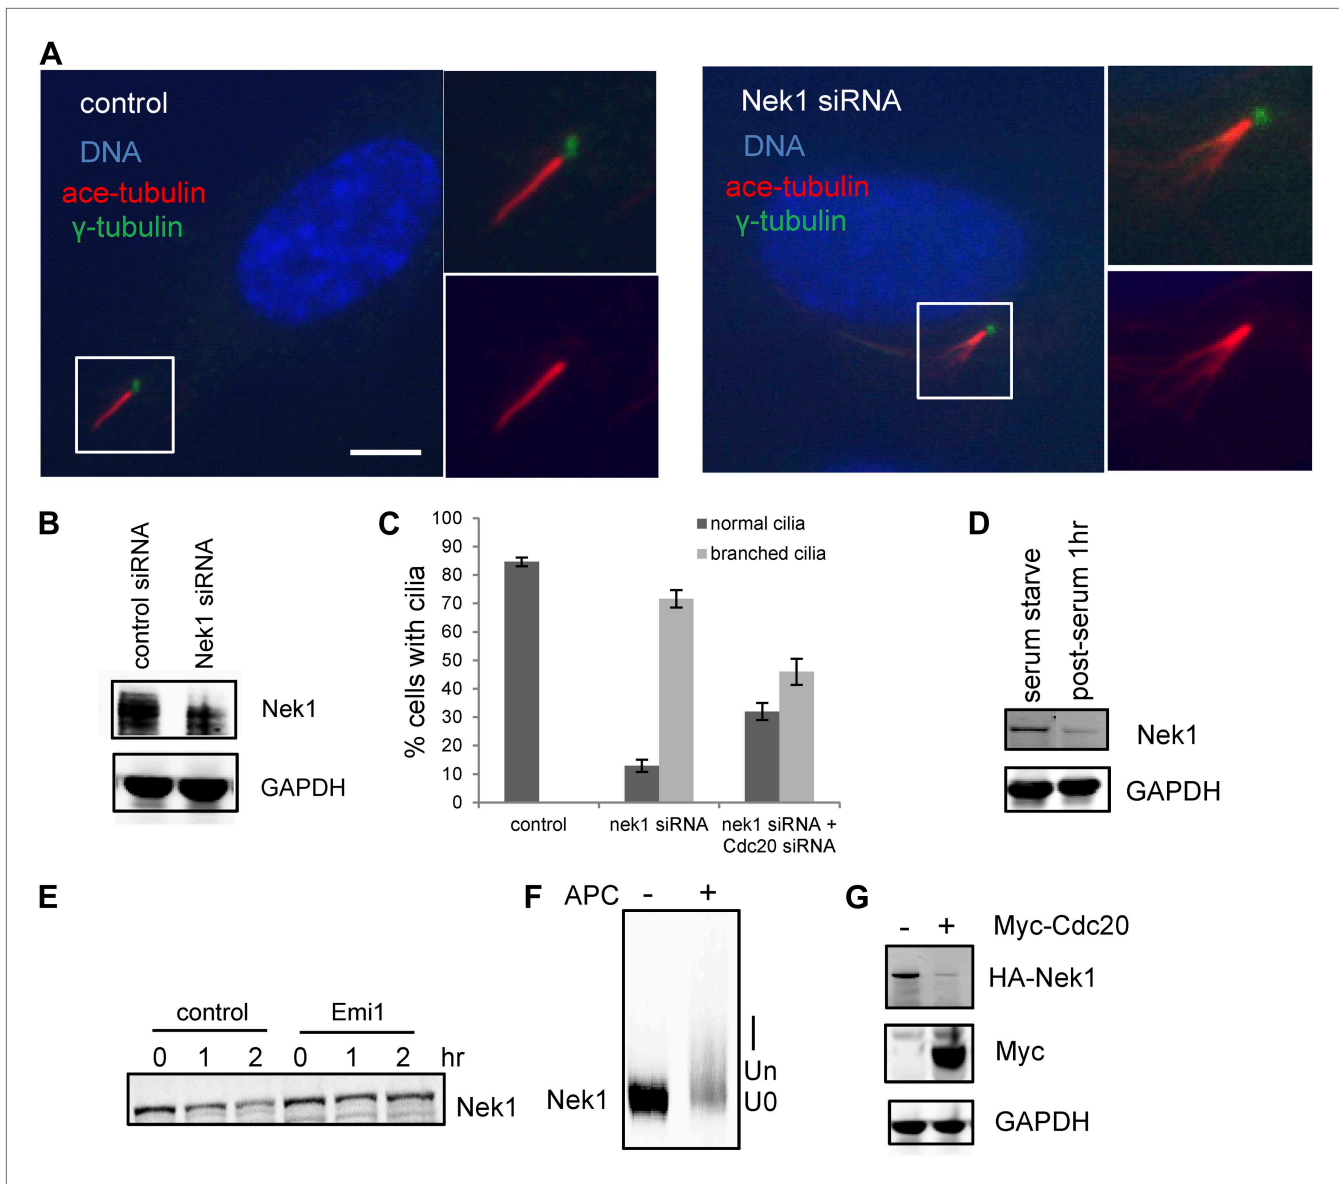 A
control
DNA
ace-tubulin
γ-tubulin
Nek1 siRNA
DNA
ace-tubulin
γ-tubulin
B
control siRNA
Nek1 siRNA
Nek1
GAPDH
C
100
90
80
70
60
50
40
30
20
10
0
% cells with cilia
normal cilia
branched cilia
control
nek1 siRNA
nek1 siRNA +
Cdc20 siRNA
D
serum starve
post-serum 1hr
Nek1
GAPDH
E
control Emi1
0 1 2 0 1 2 hr
Nek1
F
APC - +
Un
Nek1 U0
G
- + Myc-Cdc20
HA-Nek1
Myc
GAPDH